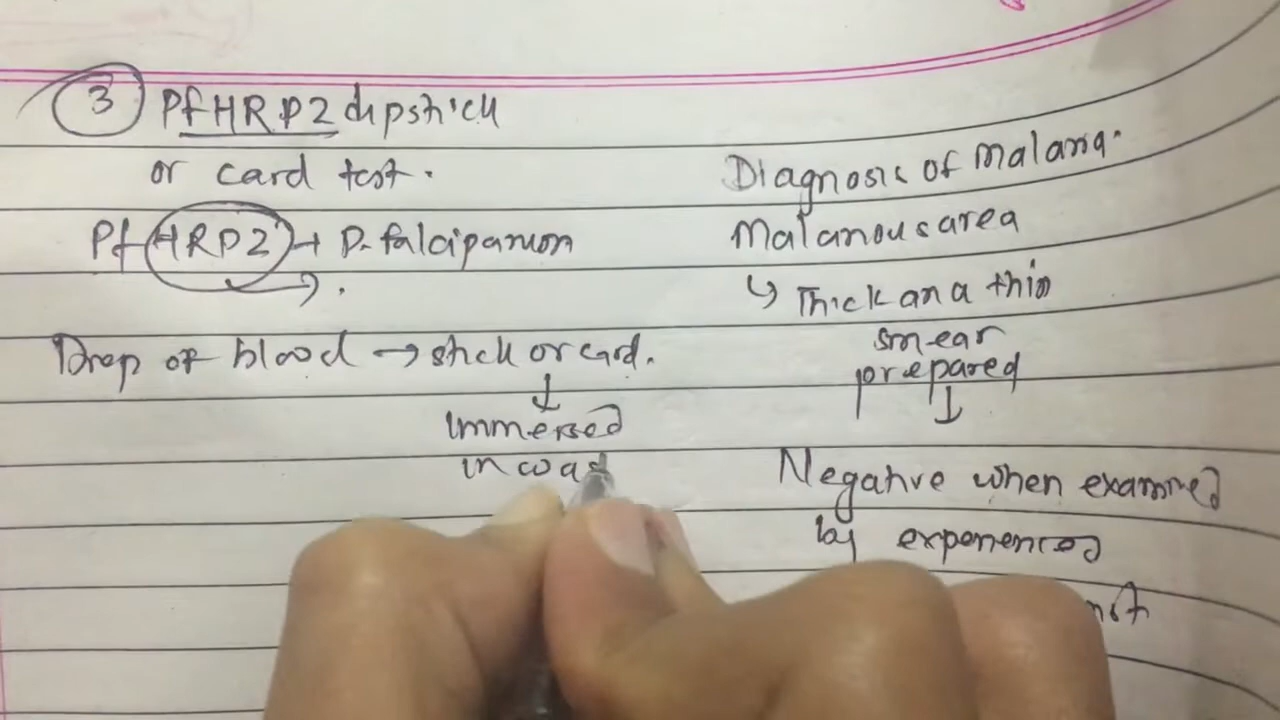 3 PfHRP2 dipstick
or card test.
Pf HRP2 → P. falciparum
Drop of blood → stick or card.
↓
Immersed
in was
Diagnosis of Malaria.
Malarious area
↳ Thick and thin
smear
prepared
↓
Negative when examined
by experienced